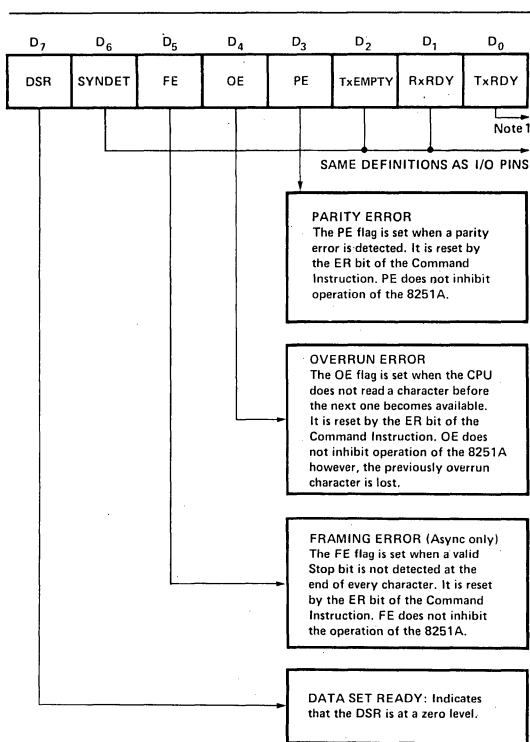 D7 D6 D5 D4 D3 D2 D1 D0
DSR SYNDET FE OE PE TxEMPTY RxRDY TxRDY
Note 1
SAME DEFINITIONS AS I/O PINS
PARITY ERROR
The PE flag is set when a parity
error is detected. It is reset by
the ER bit of the Command
Instruction. PE does not inhibit
operation of the 8251A.
OVERRUN ERROR
The OE flag is set when the CPU
does not read a character before
the next one becomes available.
It is reset by the ER bit of the
Command Instruction. OE does
not inhibit operation of the 8251A
however, the previously overrun
character is lost.
FRAMING ERROR (Async only)
The FE flag is set when a valid
Stop bit is not detected at the
end of every character. It is reset
by the ER bit of the Command
Instruction. FE does not inhibit
the operation of the 8251A.
DATA SET READY: Indicates
that the DSR is at a zero level.